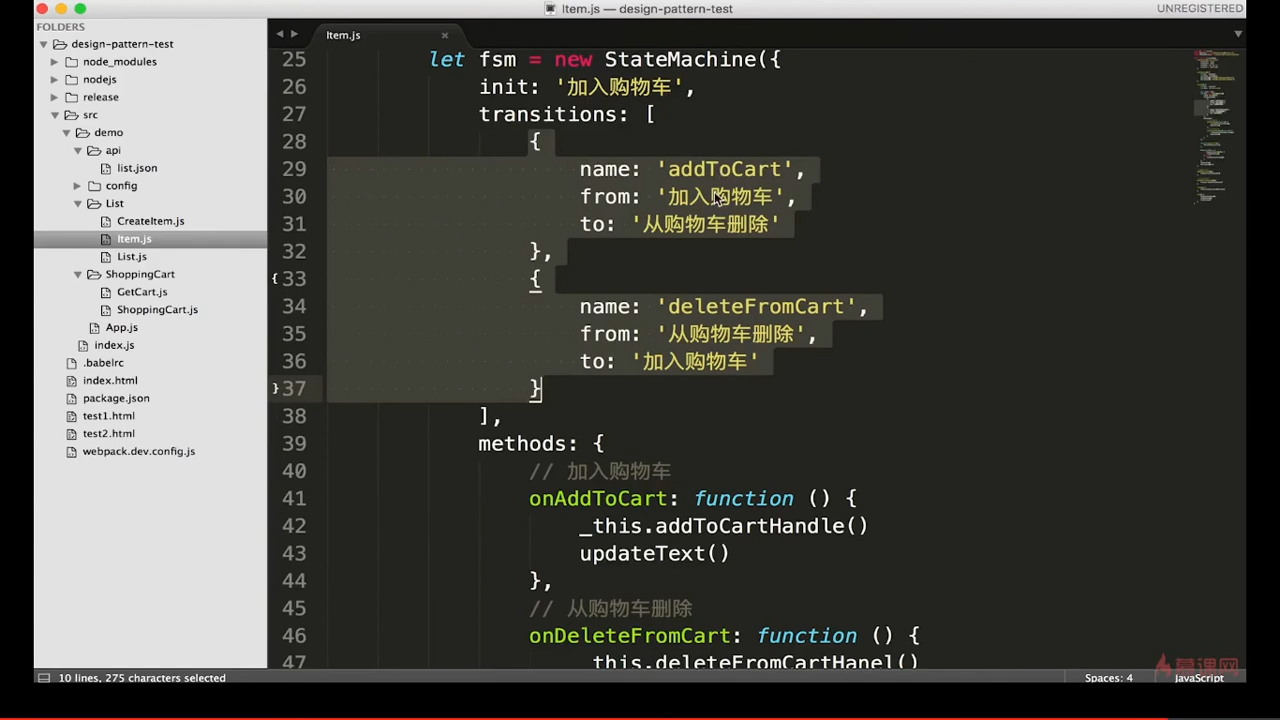 Item.js — design-pattern-test
UNREGISTERED
FOLDERS
design-pattern-test
node_modules
nodejs
release
src
demo
api
list.json
config
List
CreateItem.js
Item.js
List.js
ShoppingCart
GetCart.js
ShoppingCart.js
App.js
index.js
.babelrc
index.html
package.json
test1.html
test2.html
webpack.dev.config.js
Item.js
25 let fsm = new StateMachine({
26 init: '加入购物车',
27 transitions: [
28 {
29 name: 'addToCart',
30 from: '加入购物车',
31 to: '从购物车删除'
32 },
33 {
34 name: 'deleteFromCart',
35 from: '从购物车删除',
36 to: '加入购物车'
37 }
38 ],
39 methods: {
40 // 加入购物车
41 onAddToCart: function () {
42 _this.addToCartHandle()
43 updateText()
44 },
45 // 从购物车删除
46 onDeleteFromCart: function () {
47 _this.deleteFromCartHanel()
慕课网
10 lines, 275 characters selected
Spaces: 4
JavaScript